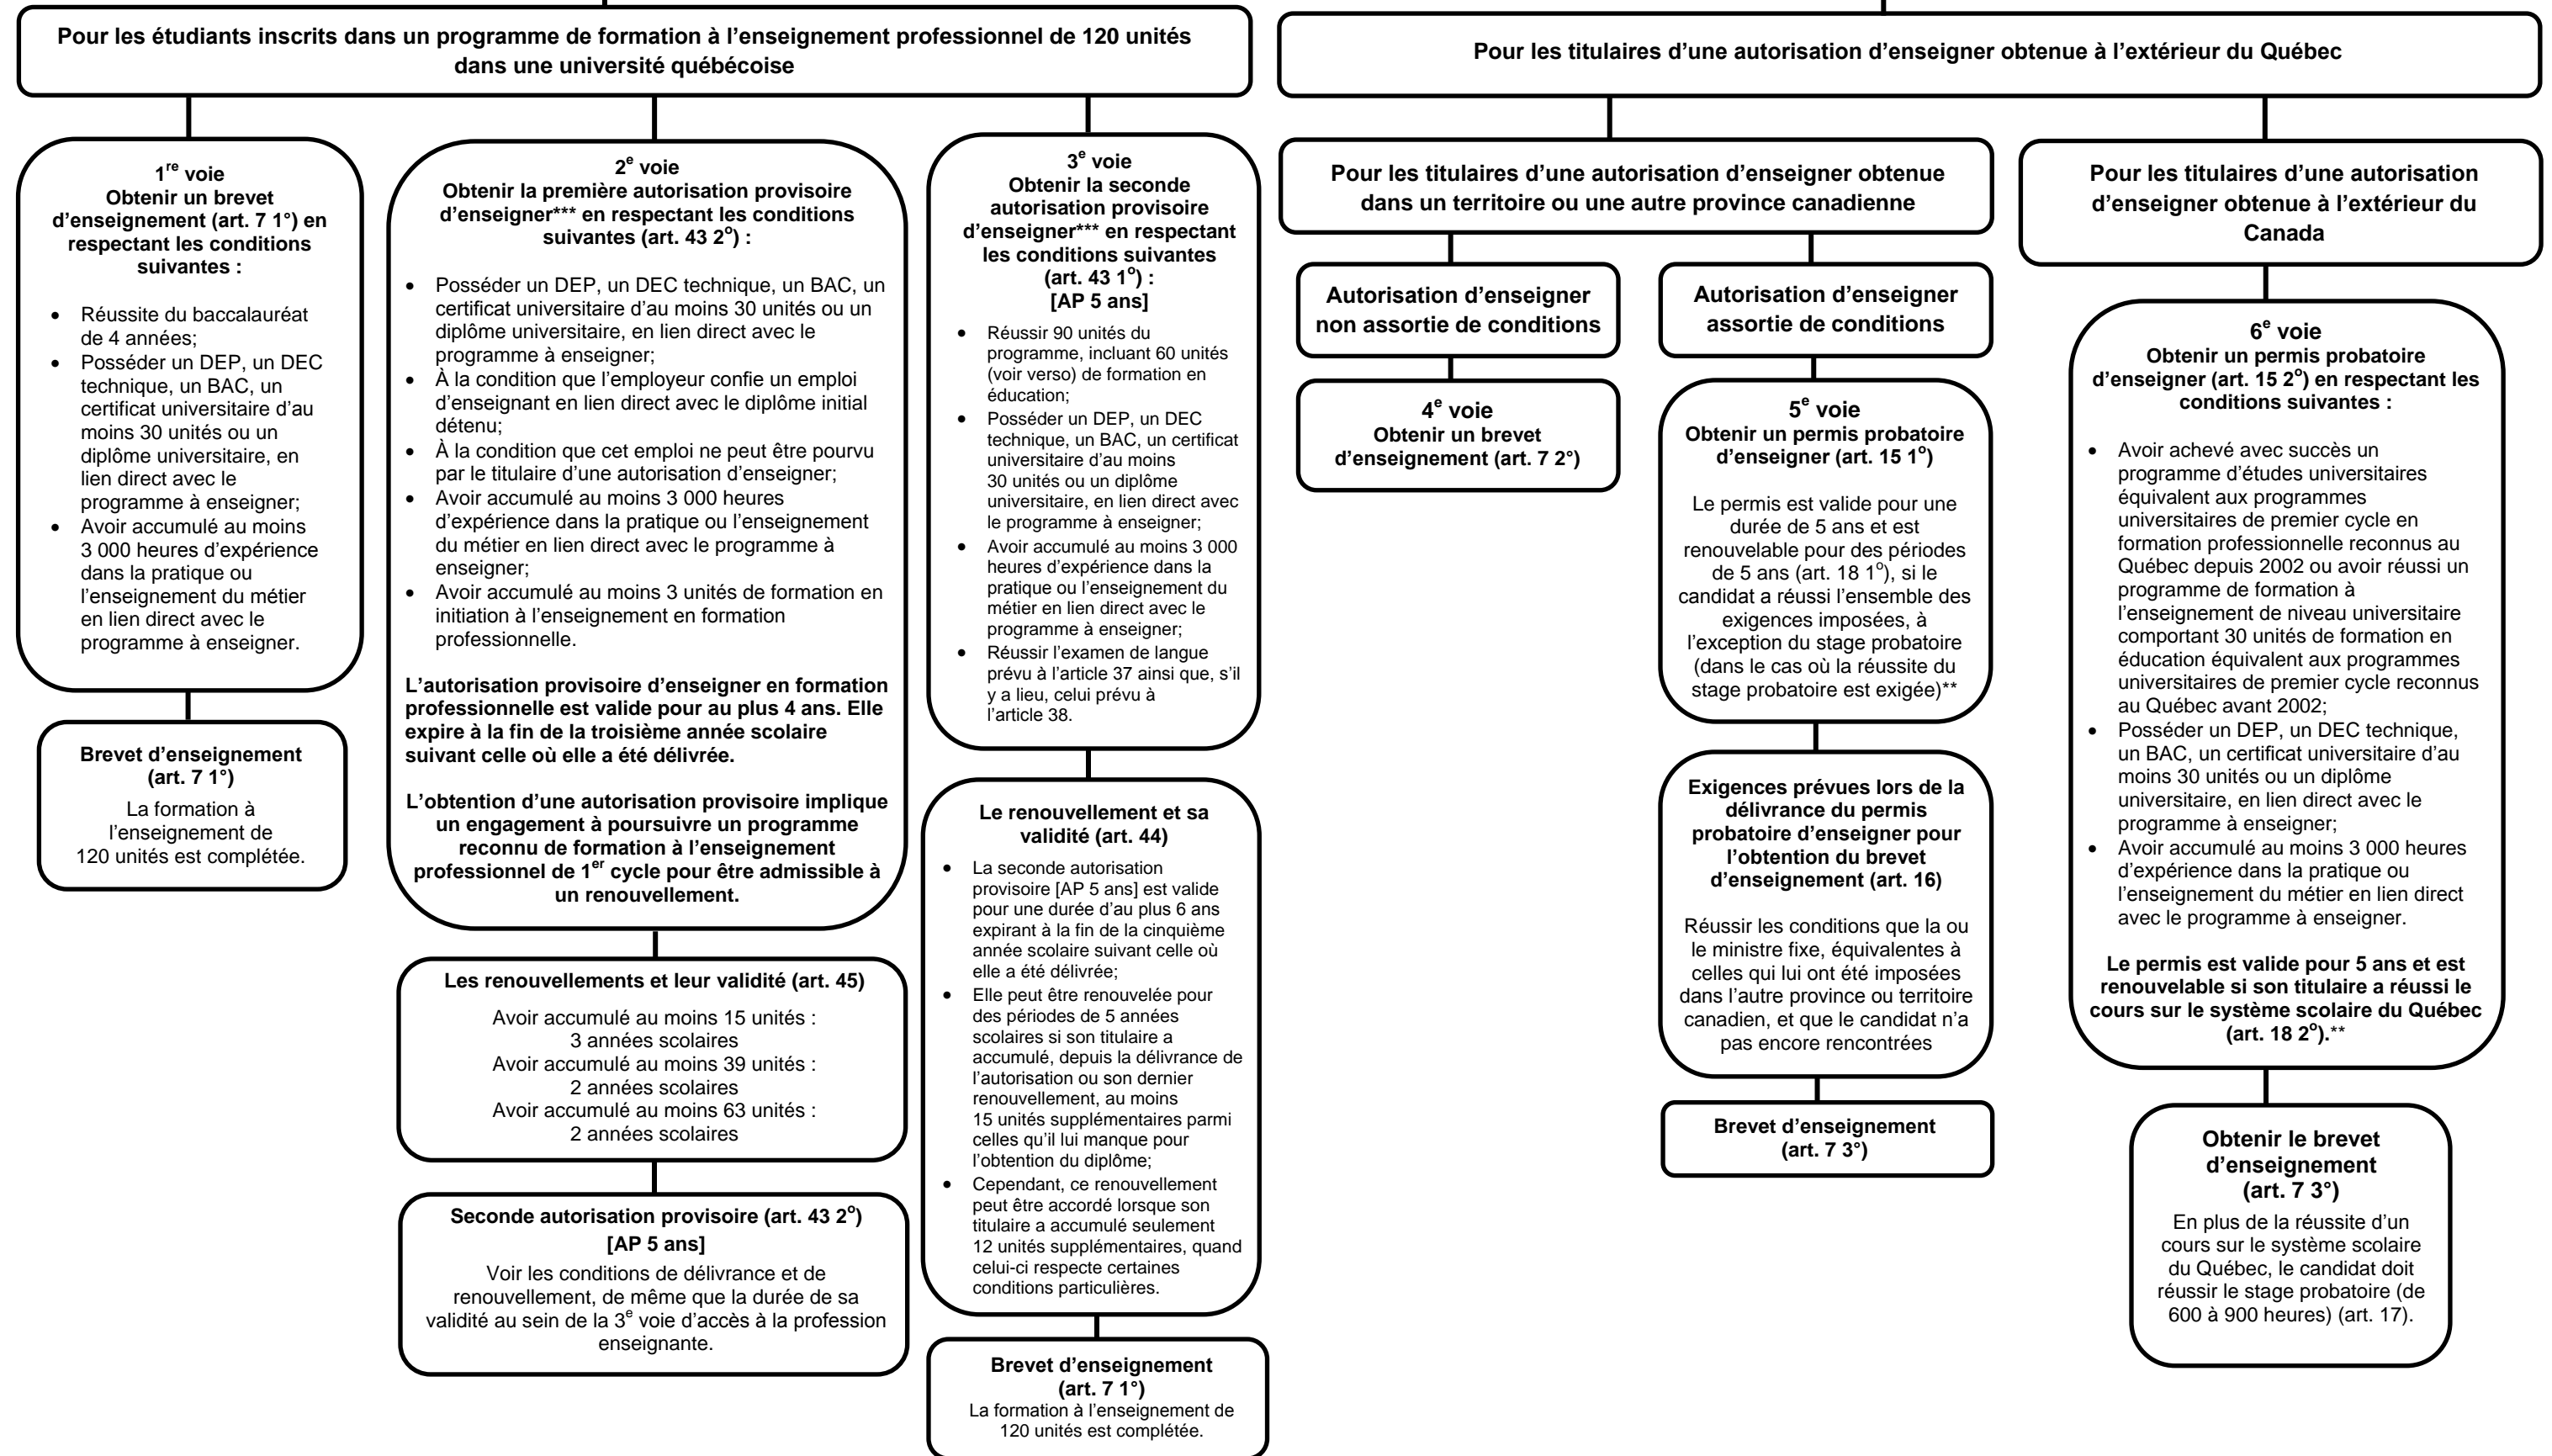 Pour les étudiants inscrits dans un programme de formation à l’enseignement professionnel de 120 unités
dans une université québécoise
1re voie
Obtenir un brevet
d’enseignement (art. 7 1°) en
respectant les conditions
suivantes :
• Réussite du baccalauréat
de 4 années;
• Posséder un DEP, un DEC
technique, un BAC, un
certificat universitaire d’au
moins 30 unités ou un
diplôme universitaire, en
lien direct avec le
programme à enseigner;
• Avoir accumulé au moins
3 000 heures d’expérience
dans la pratique ou
l’enseignement du métier
en lien direct avec le
programme à enseigner.
Brevet d’enseignement
(art. 7 1°)
La formation à
l’enseignement de
120 unités est complétée.
2e voie
Obtenir la première autorisation provisoire
d’enseigner*** en respectant les conditions
suivantes (art. 43 2o) :
• Posséder un DEP, un DEC technique, un BAC, un
certificat universitaire d’au moins 30 unités ou un
diplôme universitaire, en lien direct avec le
programme à enseigner;
• À la condition que l’employeur confie un emploi
d’enseignant en lien direct avec le diplôme initial
détenu;
• À la condition que cet emploi ne peut être pourvu
par le titulaire d’une autorisation d’enseigner;
• Avoir accumulé au moins 3 000 heures
d’expérience dans la pratique ou l’enseignement
du métier en lien direct avec le programme à
enseigner;
• Avoir accumulé au moins 3 unités de formation en
initiation à l’enseignement en formation
professionnelle.
L’autorisation provisoire d’enseigner en formation
professionnelle est valide pour au plus 4 ans. Elle
expire à la fin de la troisième année scolaire
suivant celle où elle a été délivrée.
L’obtention d’une autorisation provisoire implique
un engagement à poursuivre un programme
reconnu de formation à l’enseignement
professionnel de 1er cycle pour être admissible à
un renouvellement.
Les renouvellements et leur validité (art. 45)
Avoir accumulé au moins 15 unités :
3 années scolaires
Avoir accumulé au moins 39 unités :
2 années scolaires
Avoir accumulé au moins 63 unités :
2 années scolaires
Seconde autorisation provisoire (art. 43 2o)
[AP 5 ans]
Voir les conditions de délivrance et de
renouvellement, de même que la durée de sa
validité au sein de la 3e voie d’accès à la profession
enseignante.
3e voie
Obtenir la seconde
autorisation provisoire
d’enseigner*** en respectant
les conditions suivantes
(art. 43 1o) :
[AP 5 ans]
• Réussir 90 unités du
programme, incluant 60 unités
(voir verso) de formation en
éducation;
• Posséder un DEP, un DEC
technique, un BAC, un certificat
universitaire d’au moins
30 unités ou un diplôme
universitaire, en lien direct avec
le programme à enseigner;
• Avoir accumulé au moins 3 000
heures d’expérience dans la
pratique ou l’enseignement du
métier en lien direct avec le
programme à enseigner;
• Réussir l’examen de langue
prévu à l’article 37 ainsi que, s’il
y a lieu, celui prévu à
l’article 38.
Le renouvellement et sa
validité (art. 44)
• La seconde autorisation
provisoire [AP 5 ans] est valide
pour une durée d’au plus 6 ans
expirant à la fin de la cinquième
année scolaire suivant celle où
elle a été délivrée;
• Elle peut être renouvelée pour
des périodes de 5 années
scolaires si son titulaire a
accumulé, depuis la délivrance de
l’autorisation ou son dernier
renouvellement, au moins
15 unités supplémentaires parmi
celles qu’il lui manque pour
l’obtention du diplôme;
• Cependant, ce renouvellement
peut être accordé lorsque son
titulaire a accumulé seulement
12 unités supplémentaires, quand
celui-ci respecte certaines
conditions particulières.
Brevet d’enseignement
(art. 7 1°)
La formation à l’enseignement de
120 unités est complétée.
Pour les titulaires d’une autorisation d’enseigner obtenue à l’extérieur du Québec
Pour les titulaires d’une autorisation d’enseigner obtenue
dans un territoire ou une autre province canadienne
Autorisation d’enseigner
non assortie de conditions
4e voie
Obtenir un brevet
d’enseignement (art. 7 2°)
Autorisation d’enseigner
assortie de conditions
5e voie
Obtenir un permis probatoire
d’enseigner (art. 15 1o)
Le permis est valide pour une
durée de 5 ans et est
renouvelable pour des périodes
de 5 ans (art. 18 1o), si le
candidat a réussi l’ensemble des
exigences imposées, à
l’exception du stage probatoire
(dans le cas où la réussite du
stage probatoire est exigée)**
Exigences prévues lors de la
délivrance du permis
probatoire d’enseigner pour
l’obtention du brevet
d’enseignement (art. 16)
Réussir les conditions que la ou
le ministre fixe, équivalentes à
celles qui lui ont été imposées
dans l’autre province ou territoire
canadien, et que le candidat n’a
pas encore rencontrées
Brevet d’enseignement
(art. 7 3°)
Pour les titulaires d’une autorisation
d’enseigner obtenue à l’extérieur du
Canada
6e voie
Obtenir un permis probatoire
d’enseigner (art. 15 2o) en respectant les
conditions suivantes :
• Avoir achevé avec succès un
programme d’études universitaires
équivalent aux programmes
universitaires de premier cycle en
formation professionnelle reconnus au
Québec depuis 2002 ou avoir réussi un
programme de formation à
l’enseignement de niveau universitaire
comportant 30 unités de formation en
éducation équivalent aux programmes
universitaires de premier cycle reconnus
au Québec avant 2002;
• Posséder un DEP, un DEC technique,
un BAC, un certificat universitaire d’au
moins 30 unités ou un diplôme
universitaire, en lien direct avec le
programme à enseigner;
• Avoir accumulé au moins 3 000 heures
d’expérience dans la pratique ou
l’enseignement du métier en lien direct
avec le programme à enseigner.
Le permis est valide pour 5 ans et est
renouvelable si son titulaire a réussi le
cours sur le système scolaire du Québec
(art. 18 2o).**
Obtenir le brevet
d’enseignement
(art. 7 3°)
En plus de la réussite d’un
cours sur le système scolaire
du Québec, le candidat doit
réussir le stage probatoire (de
600 à 900 heures) (art. 17).